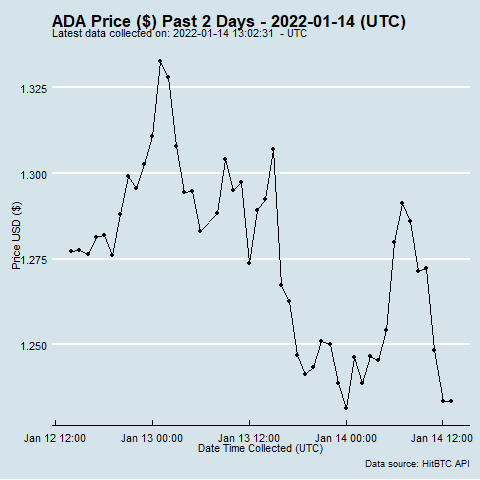 ADA Price ($) Past 2 Days - 2022-01-14 (UTC)
Latest data collected on: 2022-01-14 13:02:31 - UTC
1.325
1.300
1.275
1.250
Price USD ($)
Jan 12 12:00 Jan 13 00:00 Jan 13 12:00 Jan 14 00:00 Jan 14 12:00
Date Time Collected (UTC)
Data source: HitBTC API